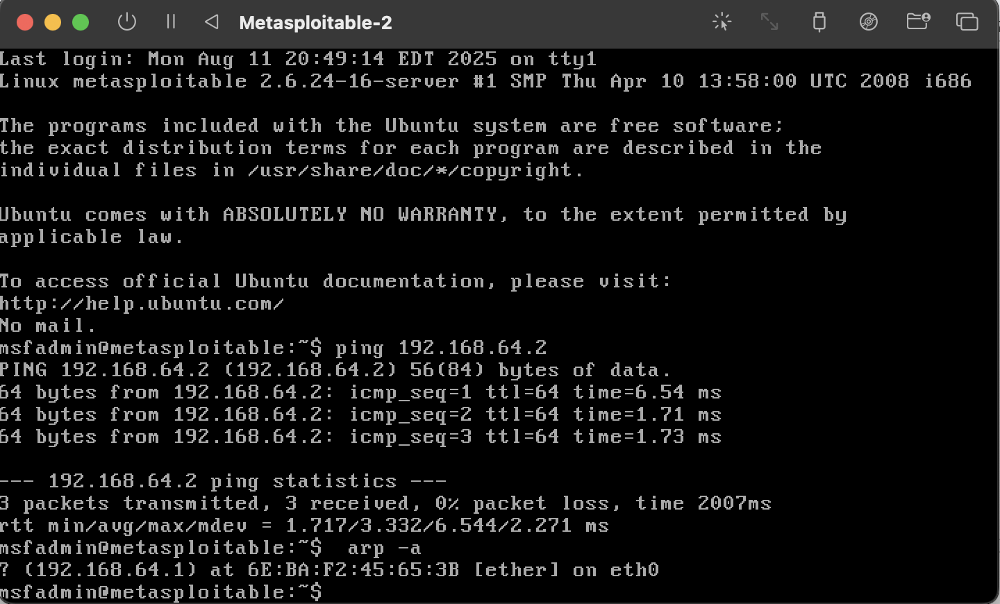 Metasploitable-2
Last login: Mon Aug 11 20:49:14 EDT 2025 on tty1
Linux metasploitable 2.6.24-16-server #1 SMP Thu Apr 10 13:58:00 UTC 2008 i686
The programs included with the Ubuntu system are free software;
the exact distribution terms for each program are described in the
individual files in /usr/share/doc/*/copyright.
Ubuntu comes with ABSOLUTELY NO WARRANTY, to the extent permitted by
applicable law.
To access official Ubuntu documentation, please visit:
http://help.ubuntu.com/
No mail.
msfadmin@metasploitable:~$ ping 192.168.64.2
PING 192.168.64.2 (192.168.64.2) 56(84) bytes of data.
64 bytes from 192.168.64.2: icmp_seq=1 ttl=64 time=6.54 ms
64 bytes from 192.168.64.2: icmp_seq=2 ttl=64 time=1.71 ms
64 bytes from 192.168.64.2: icmp_seq=3 ttl=64 time=1.73 ms
--- 192.168.64.2 ping statistics ---
3 packets transmitted, 3 received, 0% packet loss, time 2007ms
rtt min/avg/max/mdev = 1.717/3.332/6.544/2.271 ms
msfadmin@metasploitable:~$  arp -a
? (192.168.64.1) at 6E:BA:F2:45:65:3B [ether] on eth0
msfadmin@metasploitable:~$